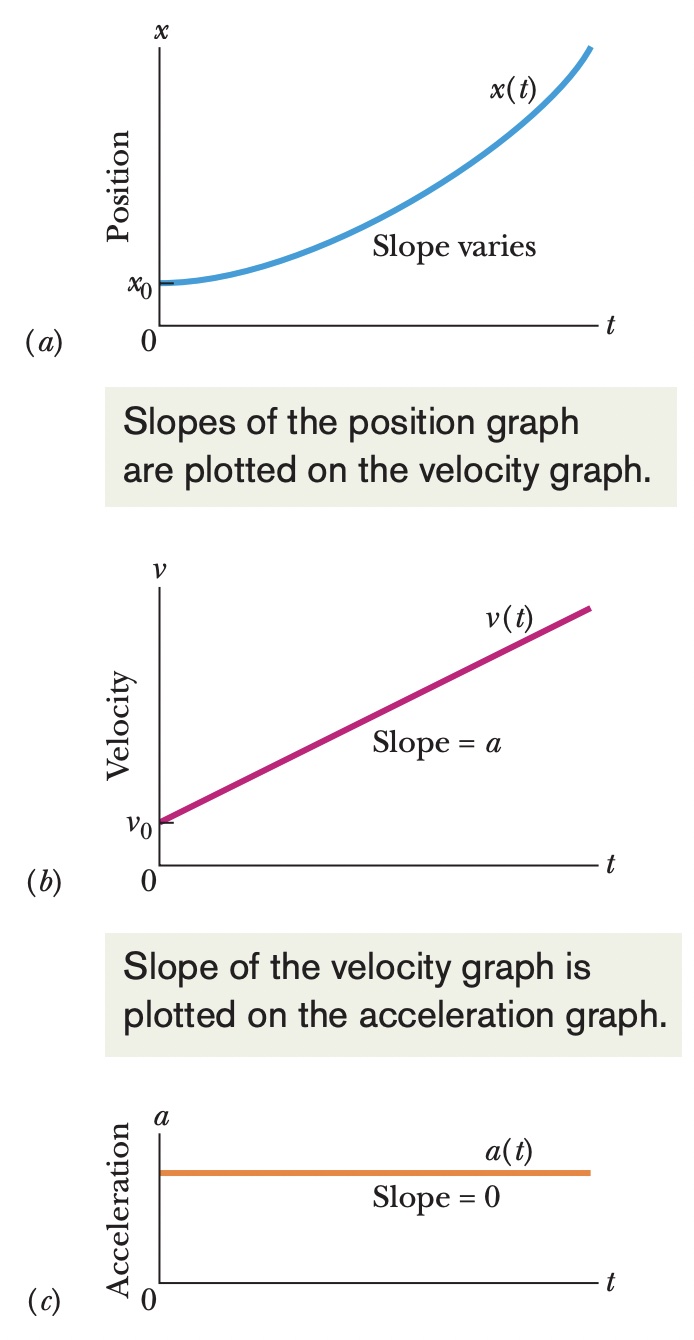 x
Position
x(t)
Slope varies
x₀
t
(a)
0
Slopes of the position graph
are plotted on the velocity graph.
v
Velocity
v(t)
Slope = a
v₀
t
(b)
0
Slope of the velocity graph is
plotted on the acceleration graph.
a
Acceleration
a(t)
Slope = 0
t
(c)
0